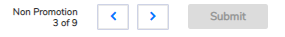 Non Promotion
3 of 9
Submit